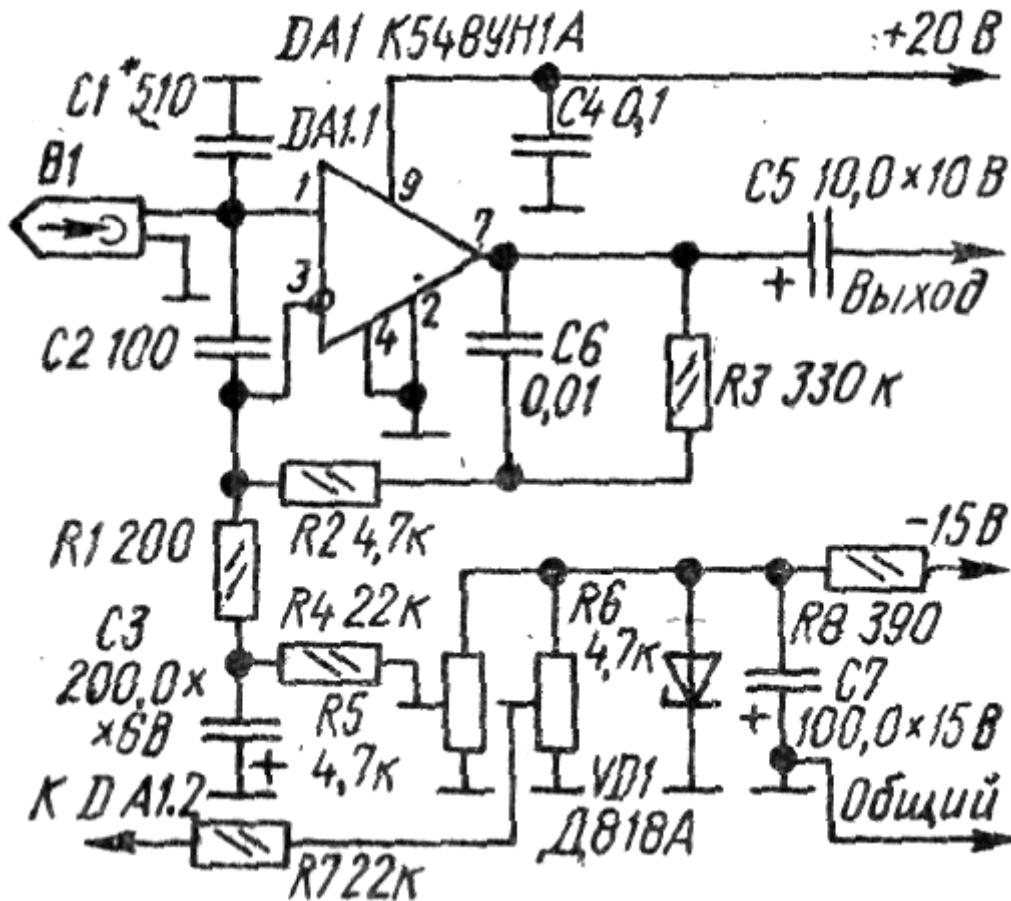 DA1 К548УН1А
+20 В
C1* 510
C4 0,1
DA1.1
B1
1
9
C5 10,0×10 В
7
3
+
Выход
4
2
C2 100
C6
0,01
R3 330 к
R1 200
R2 4,7к
-15 В
R4 22к
R6
4,7к
R8 390
C3
200,0×
×6В
R5
4,7к
C7
100,0×15В
+
+
К DA1.2
VD1
Д818А
Общий
R7 22к